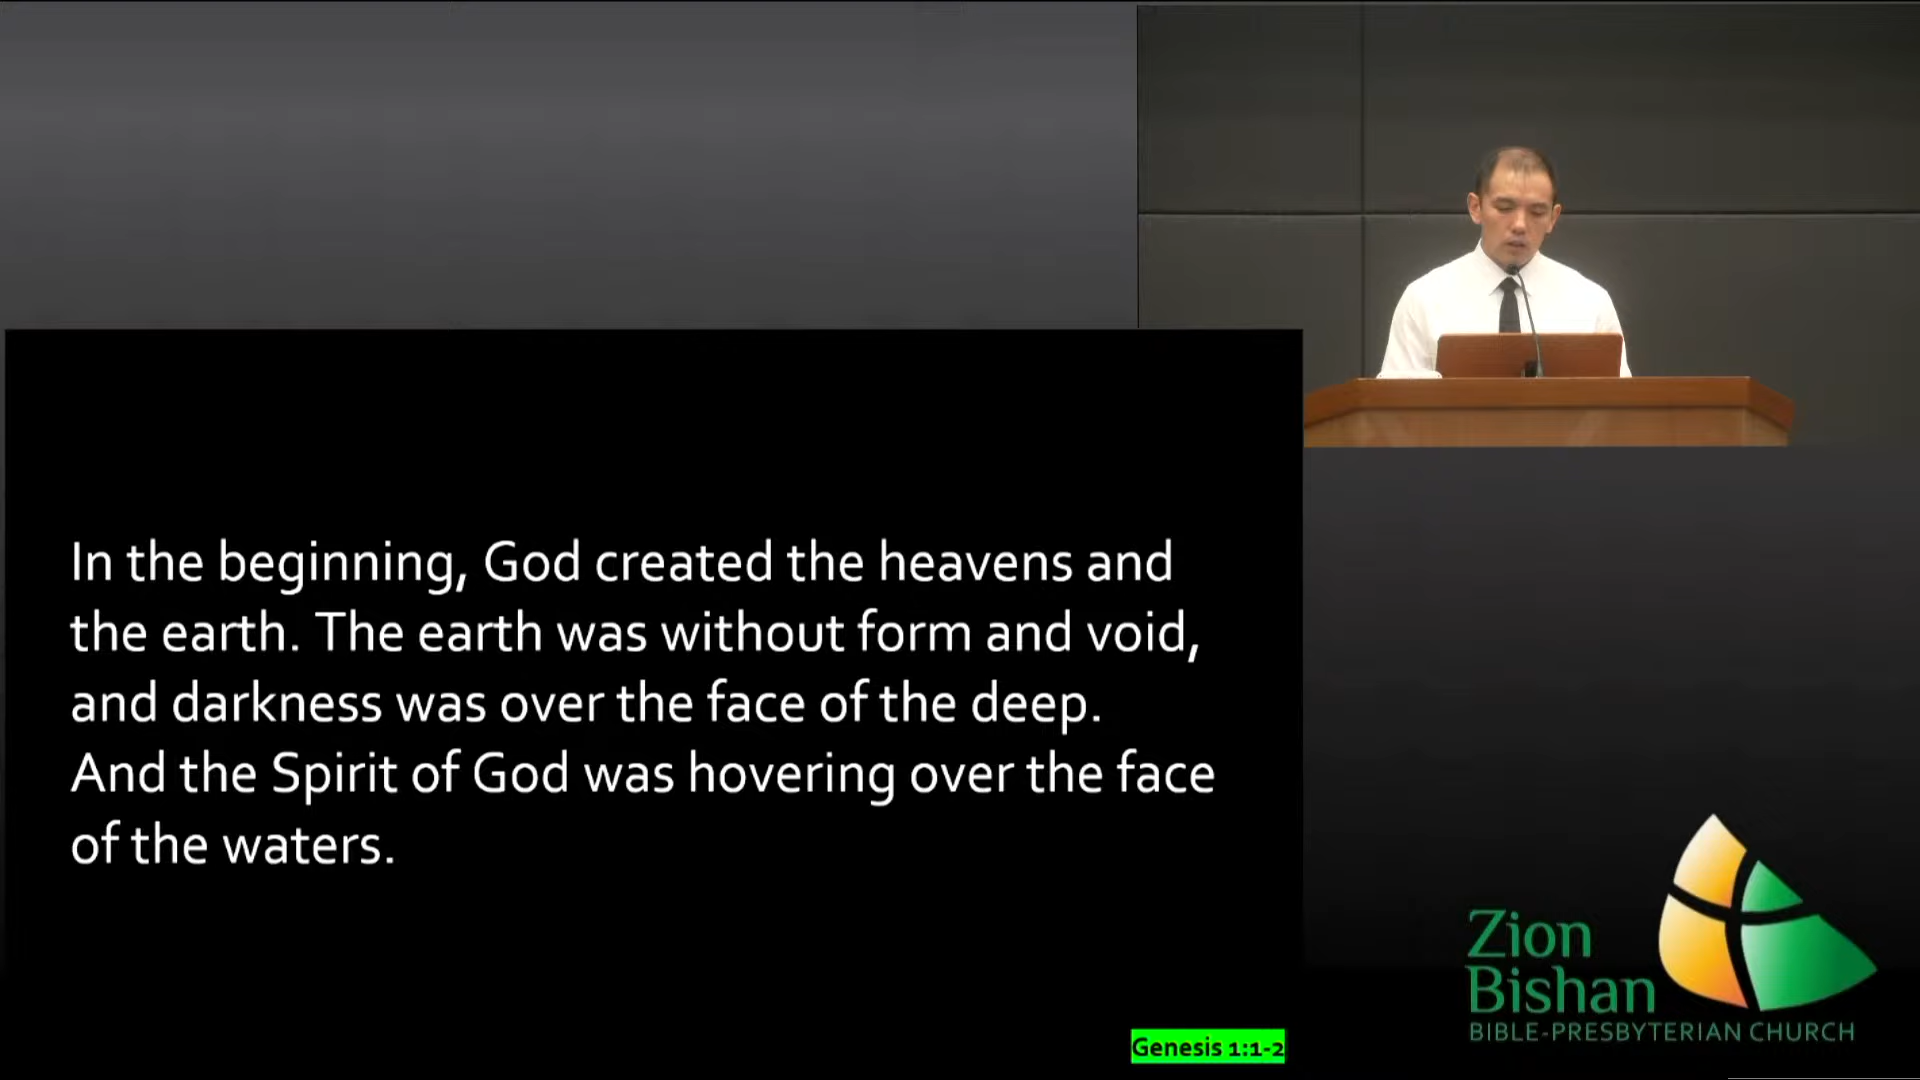 In the beginning, God created the heavens and
the earth. The earth was without form and void,
and darkness was over the face of the deep.
And the Spirit of God was hovering over the face
of the waters.
Genesis 1:1-2
Zion
Bishan
BIBLE-PRESBYTERIAN CHURCH